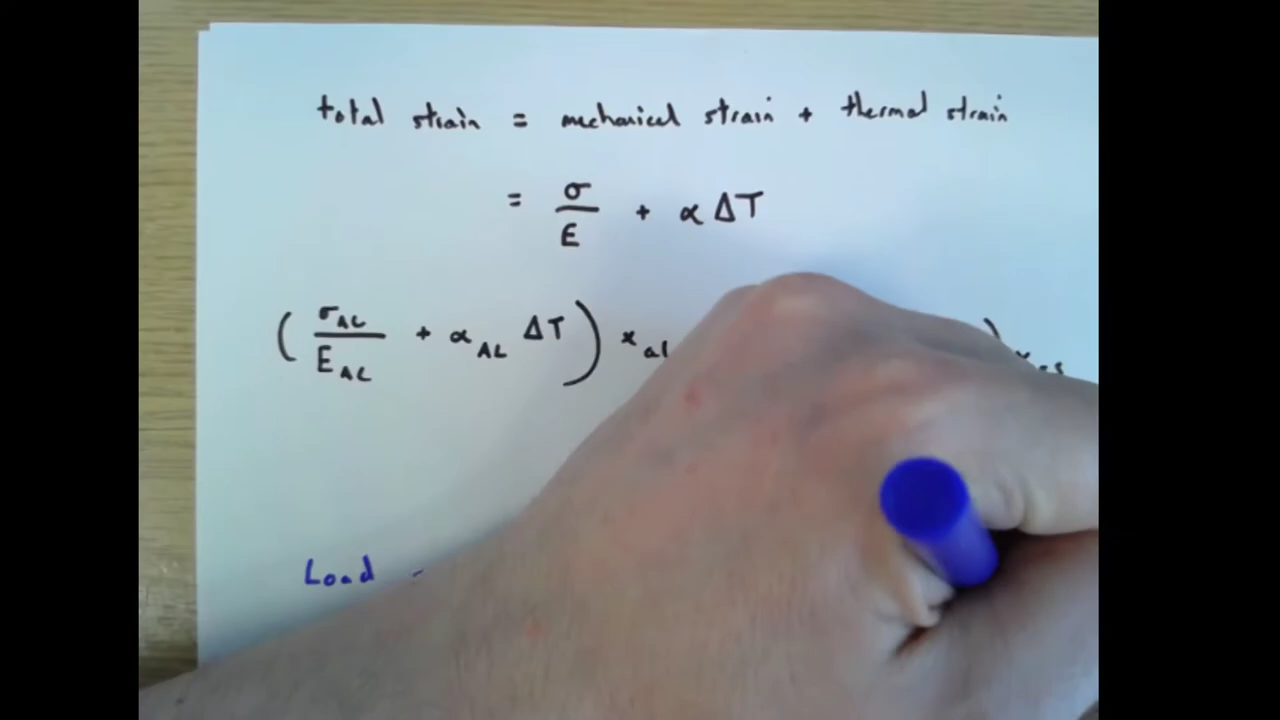 total strain = mechanical strain + thermal strain
= σ/E + α ΔT
(σ_AL/E_AL + α_AL ΔT) x_al )
Load